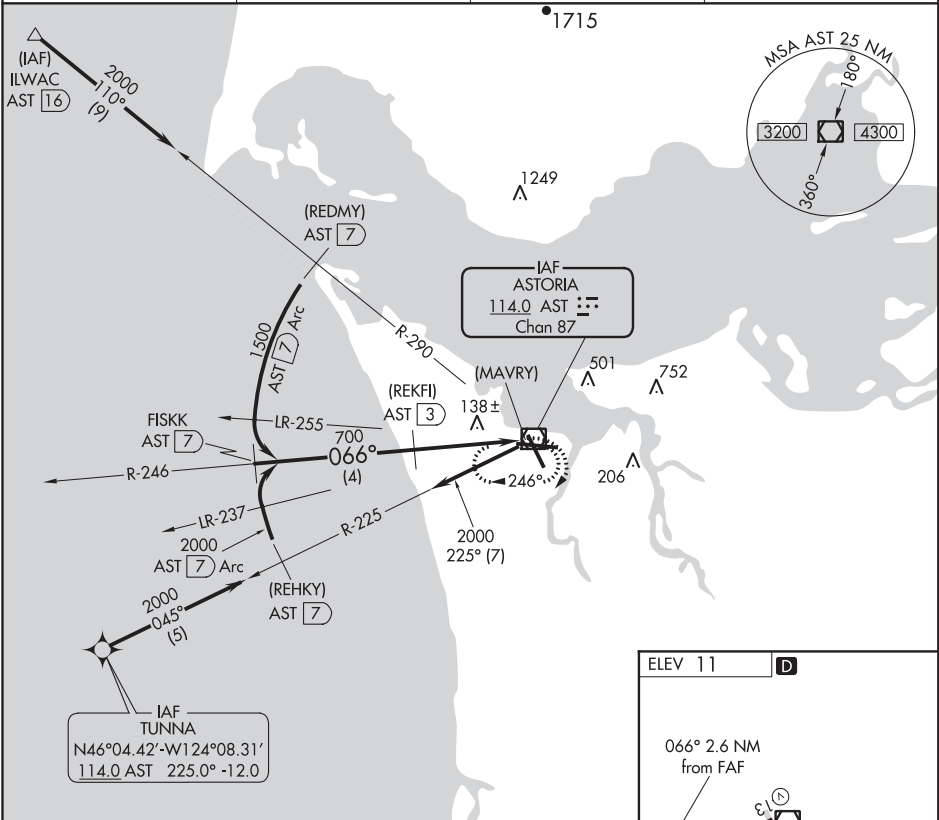 1715
(IAF)
ILWAC
AST 16
2000
110°
(9)
MSA AST 25 NM
180°
3200
4300
360°
1249
(REDMY)
AST 7
IAF
ASTORIA
114.0 AST
Chan 87
1500
AST 7 Arc
R-290
(MAVRY)
501
752
(REKFI)
AST 3
138±
FISKK
AST 7
LR-255
700
066°
(4)
R-246
246°
206
LR-237
R-225
2000
AST 7 Arc
2000
225° (7)
(REHKY)
AST 7
2000
045°
(5)
IAF
TUNNA
N46°04.42'-W124°08.31'
114.0 AST 225.0° -12.0
ELEV 11
D
066° 2.6 NM
from FAF
13